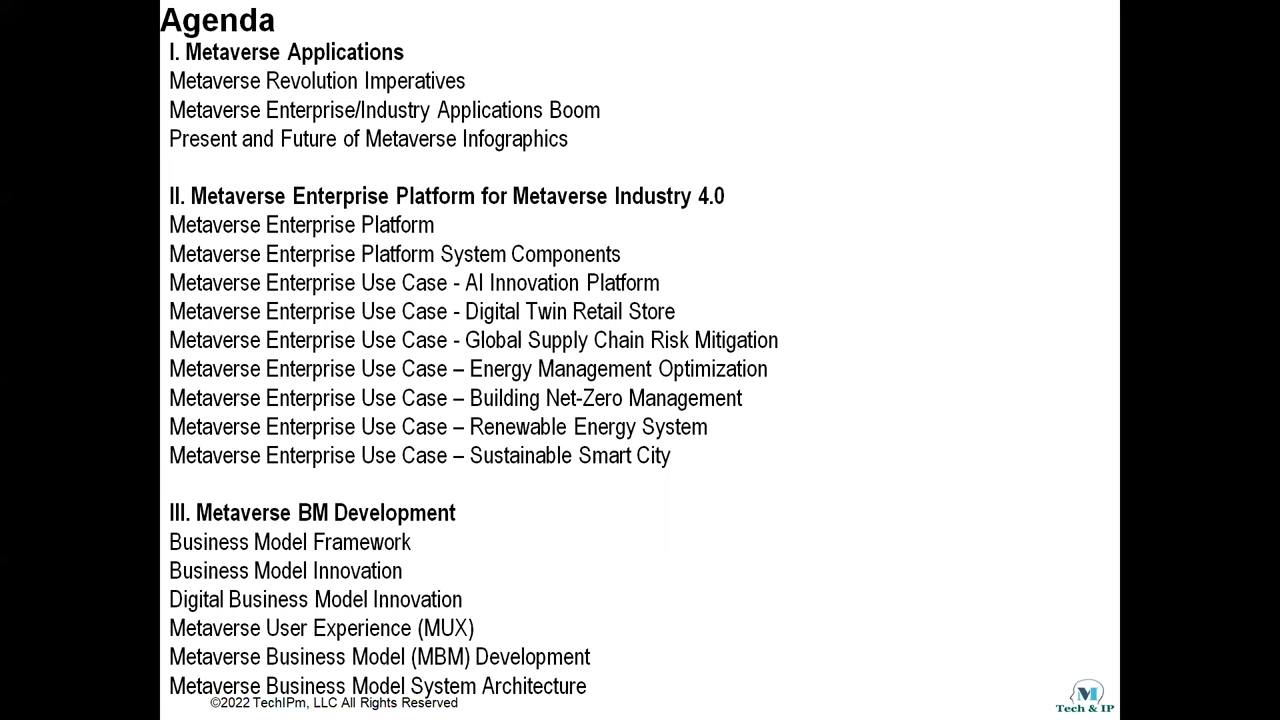 Agenda
I. Metaverse Applications
Metaverse Revolution Imperatives
Metaverse Enterprise/Industry Applications Boom
Present and Future of Metaverse Infographics
II. Metaverse Enterprise Platform for Metaverse Industry 4.0
Metaverse Enterprise Platform
Metaverse Enterprise Platform System Components
Metaverse Enterprise Use Case - AI Innovation Platform
Metaverse Enterprise Use Case - Digital Twin Retail Store
Metaverse Enterprise Use Case - Global Supply Chain Risk Mitigation
Metaverse Enterprise Use Case – Energy Management Optimization
Metaverse Enterprise Use Case – Building Net-Zero Management
Metaverse Enterprise Use Case – Renewable Energy System
Metaverse Enterprise Use Case – Sustainable Smart City
III. Metaverse BM Development
Business Model Framework
Business Model Innovation
Digital Business Model Innovation
Metaverse User Experience (MUX)
Metaverse Business Model (MBM) Development
Metaverse Business Model System Architecture
©2022 TechIPm, LLC All Rights Reserved
M
Tech & IP